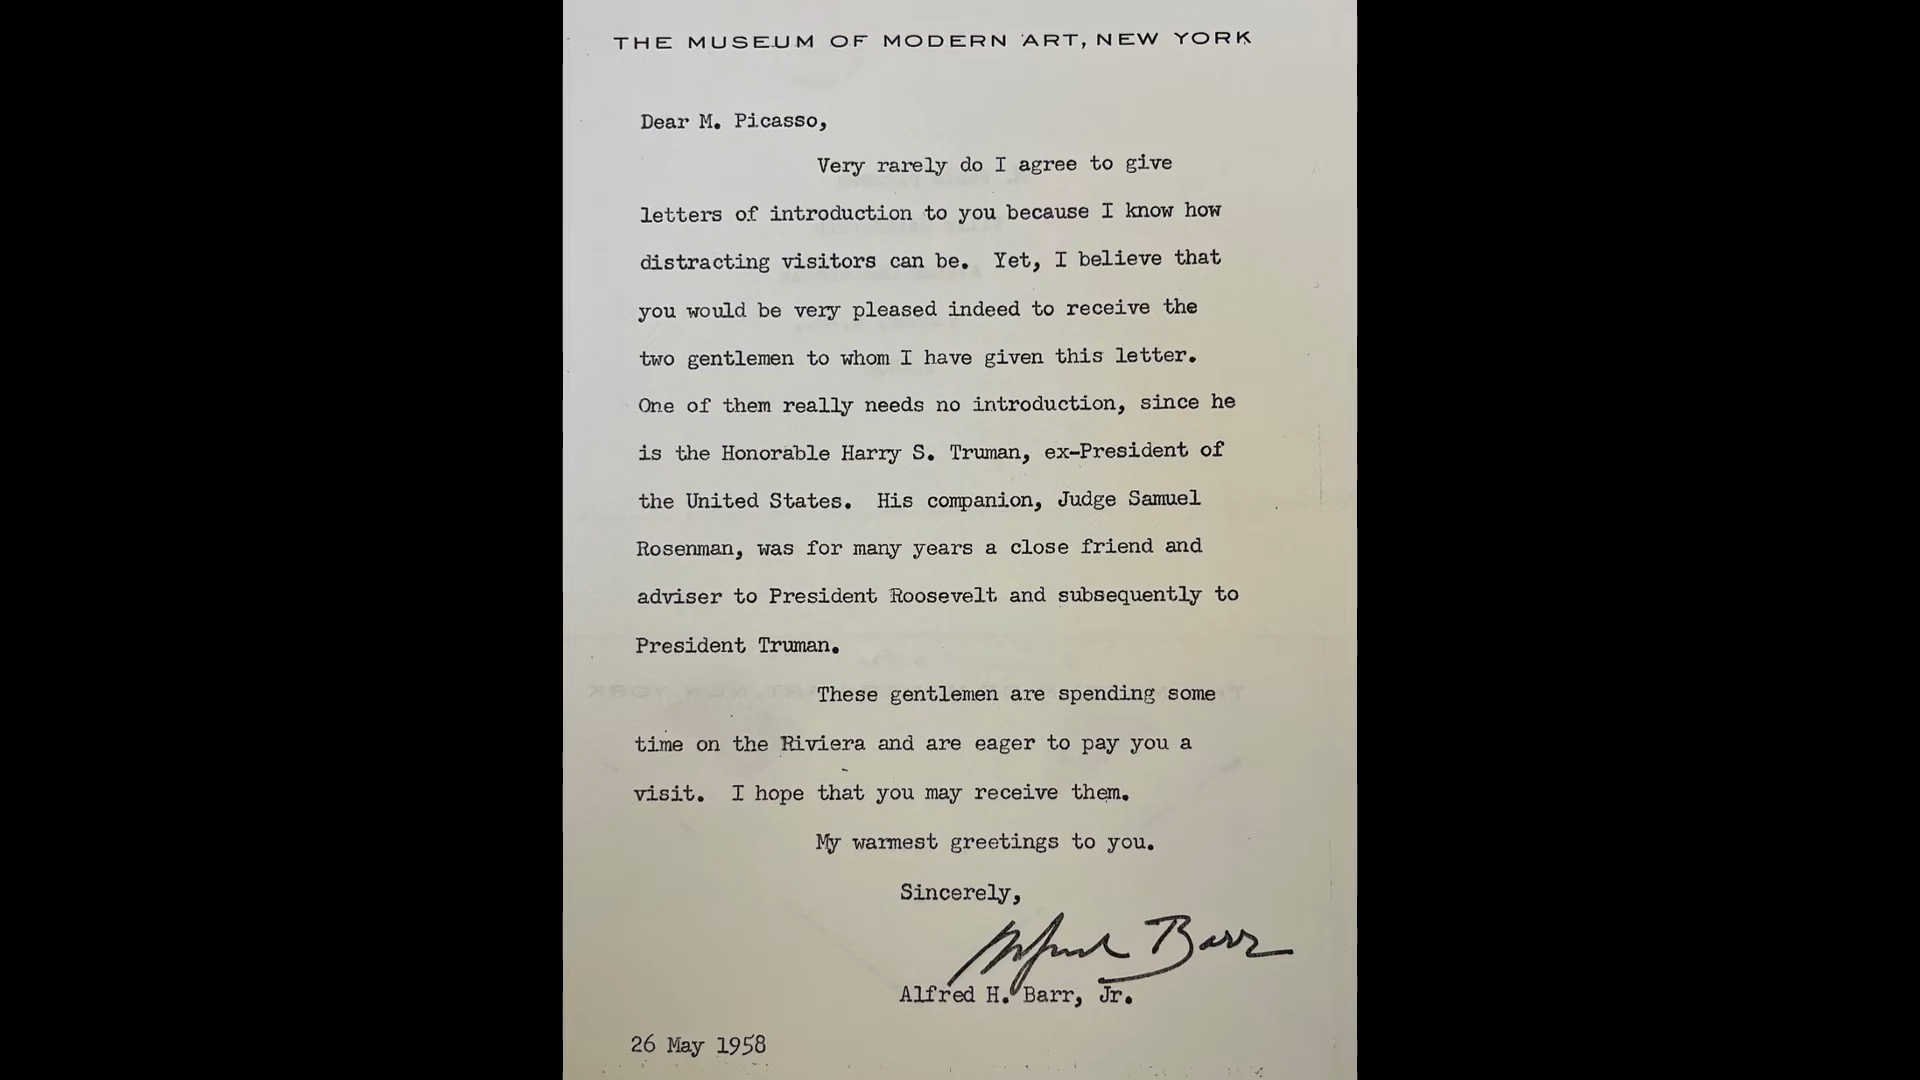 THE MUSEUM OF MODERN ART, NEW YORK
Dear M. Picasso,
Very rarely do I agree to give
letters of introduction to you because I know how
distracting visitors can be. Yet, I believe that
you would be very pleased indeed to receive the
two gentlemen to whom I have given this letter.
One of them really needs no introduction, since he
is the Honorable Harry S. Truman, ex-President of
the United States. His companion, Judge Samuel
Rosenman, was for many years a close friend and
adviser to President Roosevelt and subsequently to
President Truman.
These gentlemen are spending some
time on the Riviera and are eager to pay you a
visit. I hope that you may receive them.
My warmest greetings to you.
Sincerely,
Alfred Barr
Alfred H. Barr, Jr.
26 May 1958